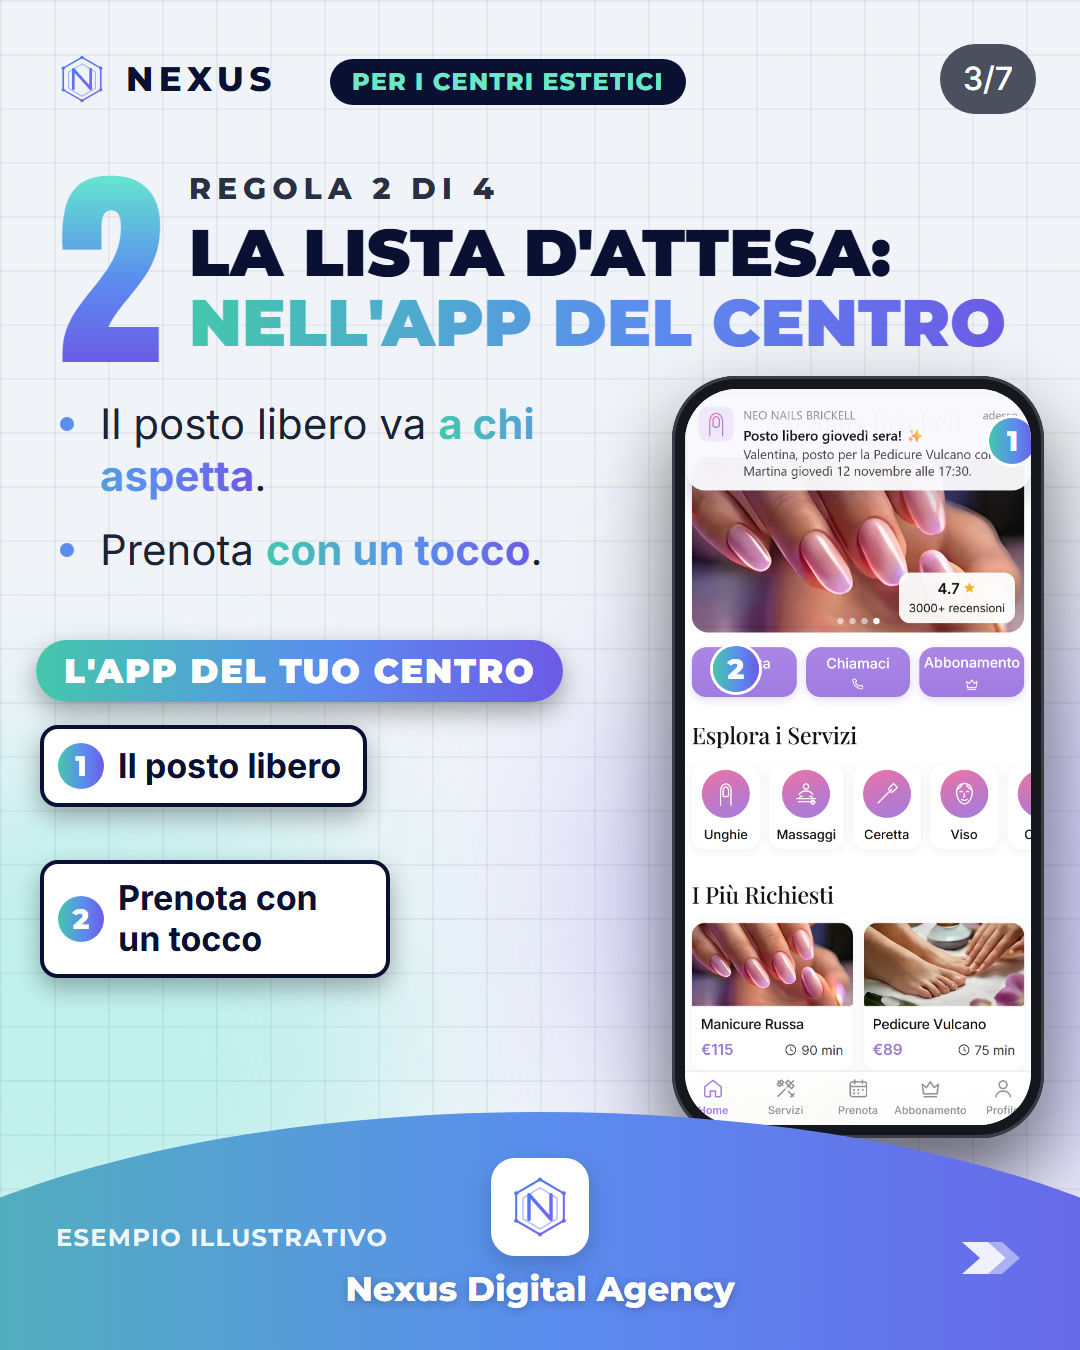 NEXUS
PER I CENTRI ESTETICI
3/7
2
REGOLA 2 DI 4
LA LISTA D'ATTESA:
NELL'APP DEL CENTRO
Il posto libero va a chi
aspetta.
Prenota con un tocco.
L'APP DEL TUO CENTRO
1 Il posto libero
2 Prenota con
un tocco
NEO NAILS BRICKELL
Posto libero giovedì sera! ✨
Valentina, posto per la Pedicure Vulcano
Martina giovedì 12 novembre alle 17:30.
1
4.7 ★
3000+ recensioni
2
Chiamaci
Abbonamento
Esplora i Servizi
Unghie
Massaggi
Ceretta
Viso
I Più Richiesti
Manicure Russa
€115 90 min
Pedicure Vulcano
€89 75 min
Home
Servizi
Prenota
Abbonamento
ESEMPIO ILLUSTRATIVO
N
Nexus Digital Agency